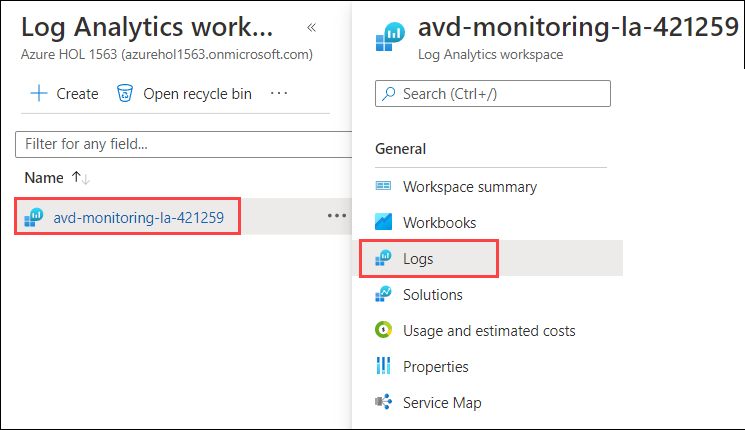 Log Analytics work... «
Azure HOL 1563 (azurehol1563.onmicrosoft.com)
+ Create Open recycle bin ...
Filter for any field...
Name ↑↓
avd-monitoring-la-421259 ...
avd-monitoring-la-421259
Log Analytics workspace
Search (Ctrl+/)
General
Workspace summary
Workbooks
Logs
Solutions
Usage and estimated costs
Properties
Service Map